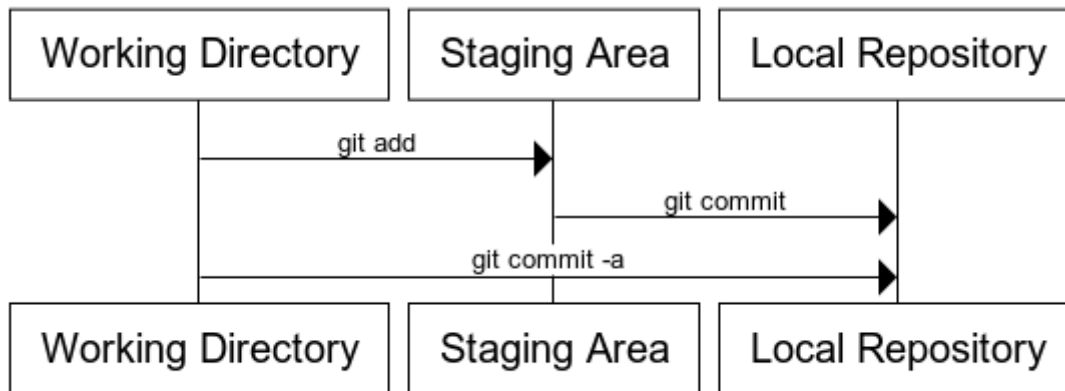 Working Directory
Staging Area
Local Repository
git add
git commit
git commit -a
Working Directory
Staging Area
Local Repository